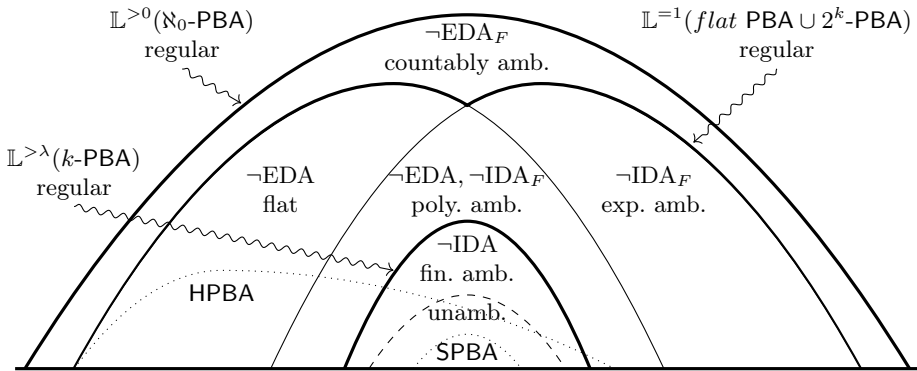 𝕃^{>0}(ℵ₀-PBA)
regular
¬EDA_F
countably amb.
𝕃^{=1}(flat PBA ∪ 2^k-PBA)
regular
𝕃^{>λ}(k-PBA)
regular
¬EDA
flat
¬EDA, ¬IDA_F
poly. amb.
¬IDA_F
exp. amb.
¬IDA
fin. amb.
HPBA
unamb.
SPBA